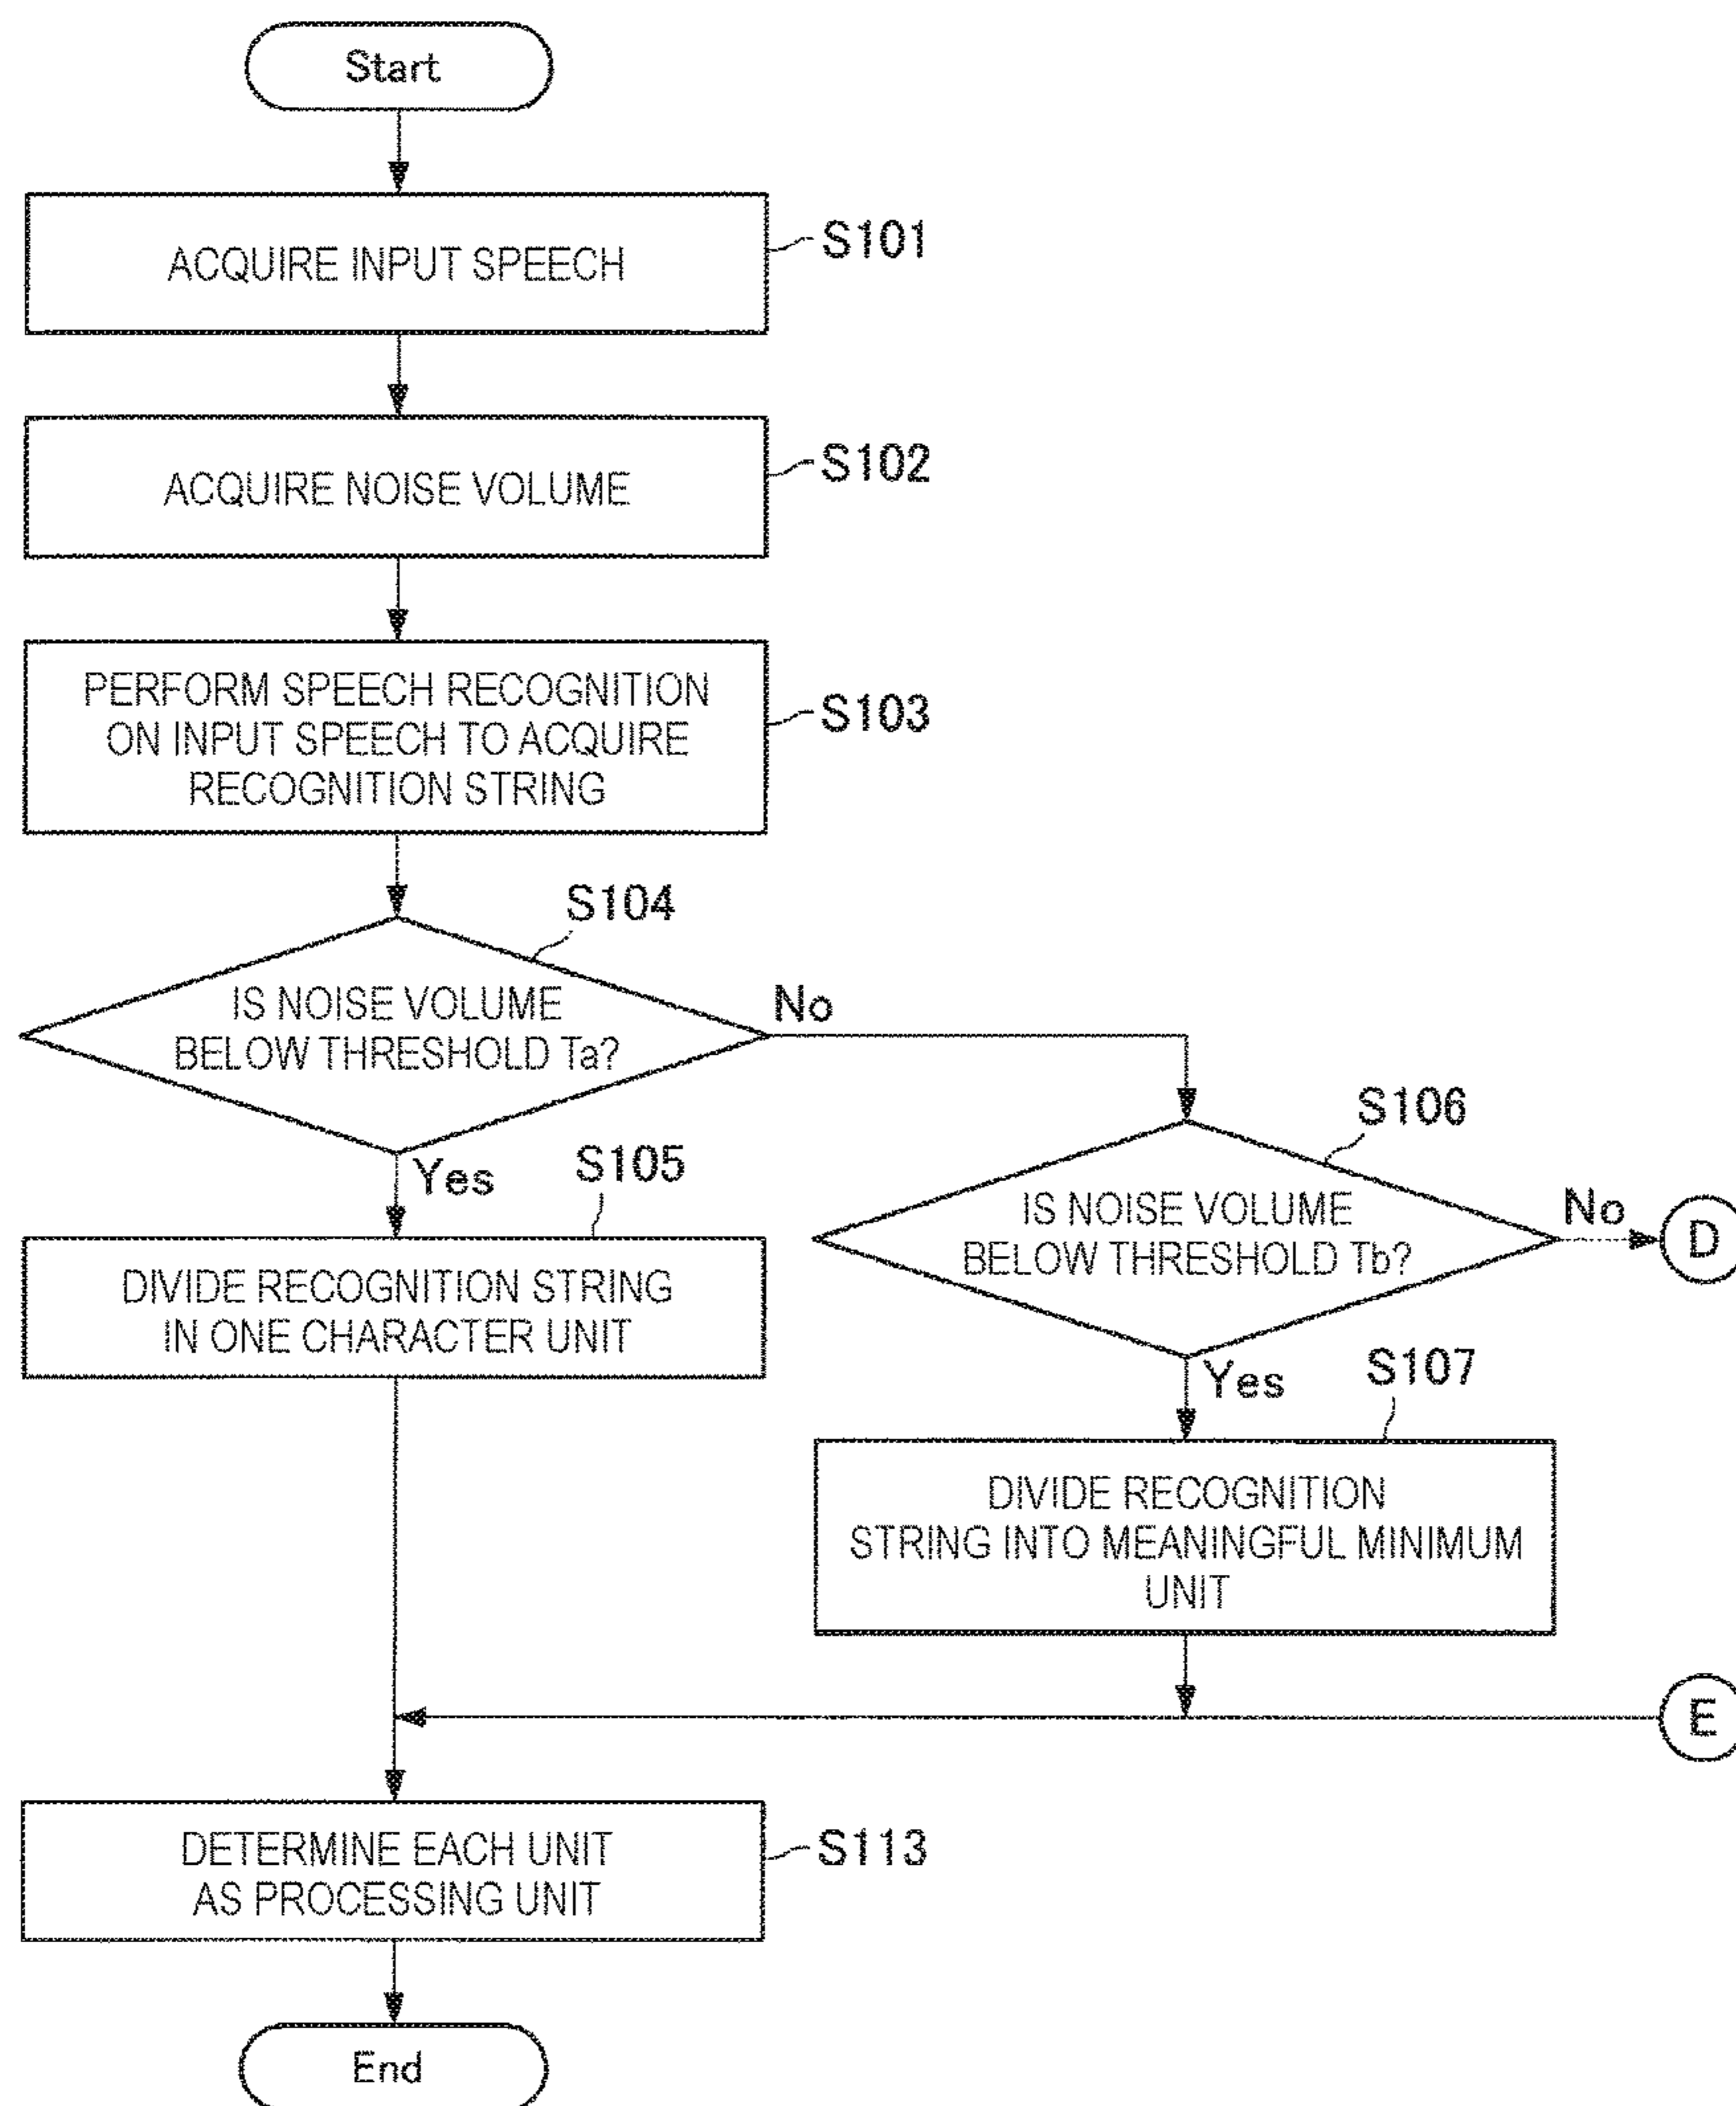 Start
ACQUIRE INPUT SPEECH
S101
ACQUIRE NOISE VOLUME
S102
PERFORM SPEECH RECOGNITION
ON INPUT SPEECH TO ACQUIRE
RECOGNITION STRING
S103
S104
IS NOISE VOLUME
BELOW THRESHOLD Ta?
No
Yes
S105
DIVIDE RECOGNITION STRING
IN ONE CHARACTER UNIT
S106
IS NOISE VOLUME
BELOW THRESHOLD Tb?
No
D
Yes
S107
DIVIDE RECOGNITION
STRING INTO MEANINGFUL MINIMUM
UNIT
E
DETERMINE EACH UNIT
AS PROCESSING UNIT
S113
End